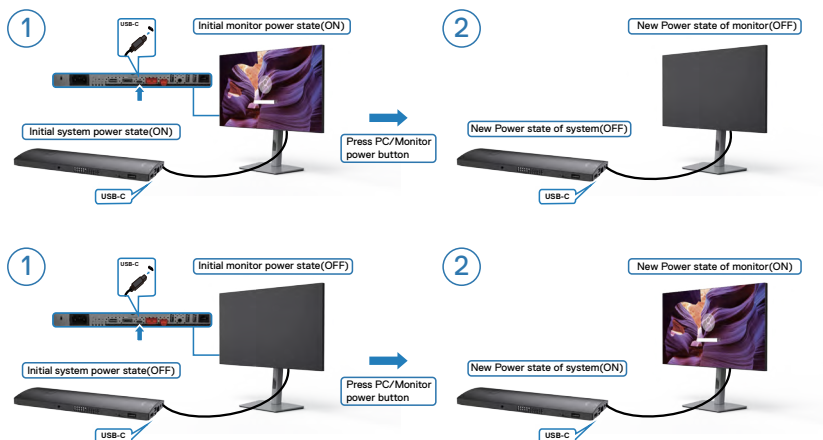 1
USB-C
Initial monitor power state(ON)
Initial system power state(ON)
USB-C
Press PC/Monitor
power button
2
New Power state of monitor(OFF)
New Power state of system(OFF)
USB-C
1
USB-C
Initial monitor power state(OFF)
Initial system power state(OFF)
USB-C
Press PC/Monitor
power button
2
New Power state of monitor(ON)
New Power state of system(ON)
USB-C